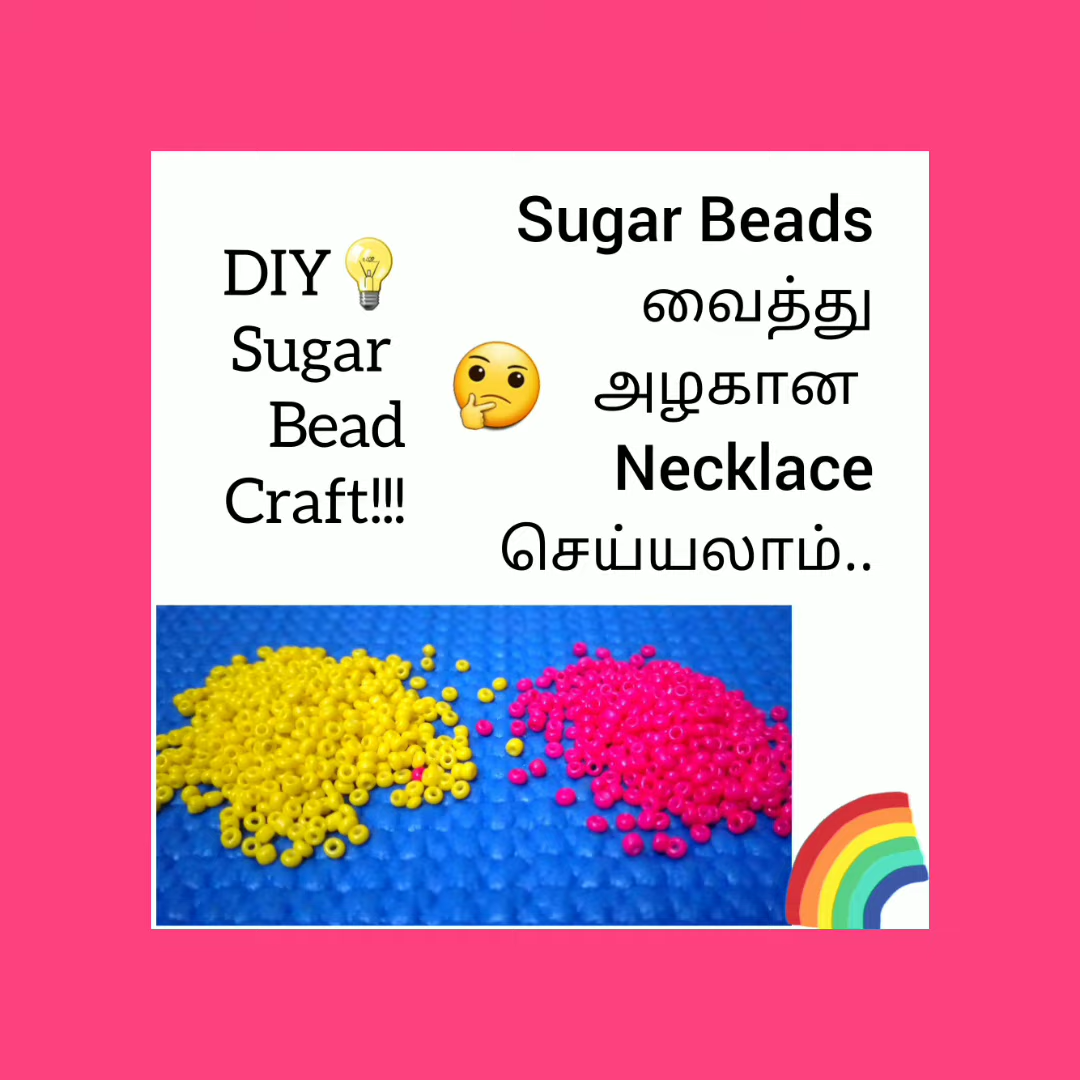 DIY
Sugar
Bead
Craft!!!
Sugar Beads
வைத்து
அழகான
Necklace
செய்யலாம்..